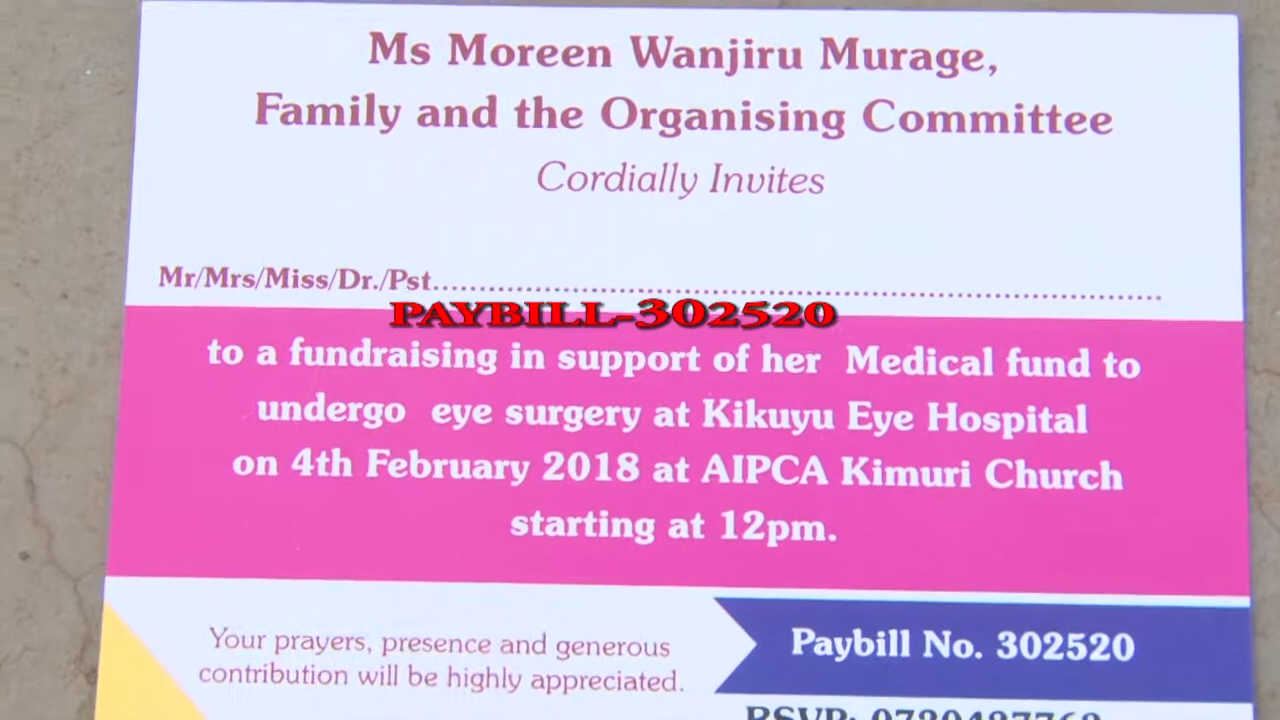 Ms Moreen Wanjiru Murage,
Family and the Organising Committee
Cordially Invites
Mr/Mrs/Miss/Dr./Pst................................................................................
PAYBILL-302520
to a fundraising in support of her Medical fund to
undergo eye surgery at Kikuyu Eye Hospital
on 4th February 2018 at AIPCA Kimuri Church
starting at 12pm.
Your prayers, presence and generous
contribution will be highly appreciated.
Paybill No. 302520
RSVP: